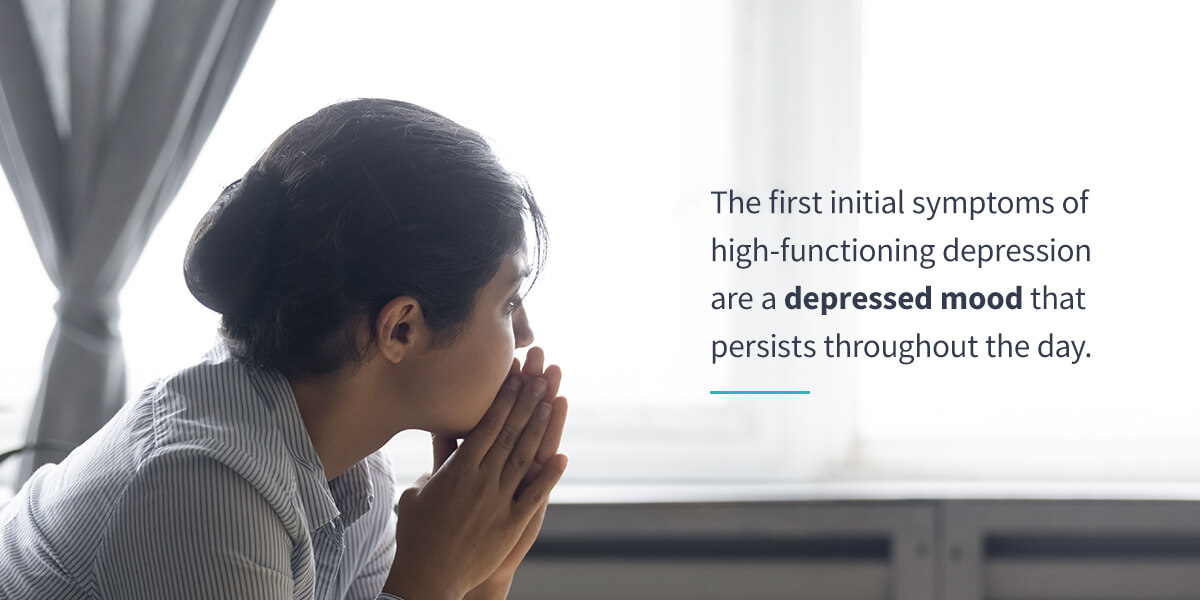 The first initial symptoms of
high-functioning depression
are a depressed mood that
persists throughout the day.